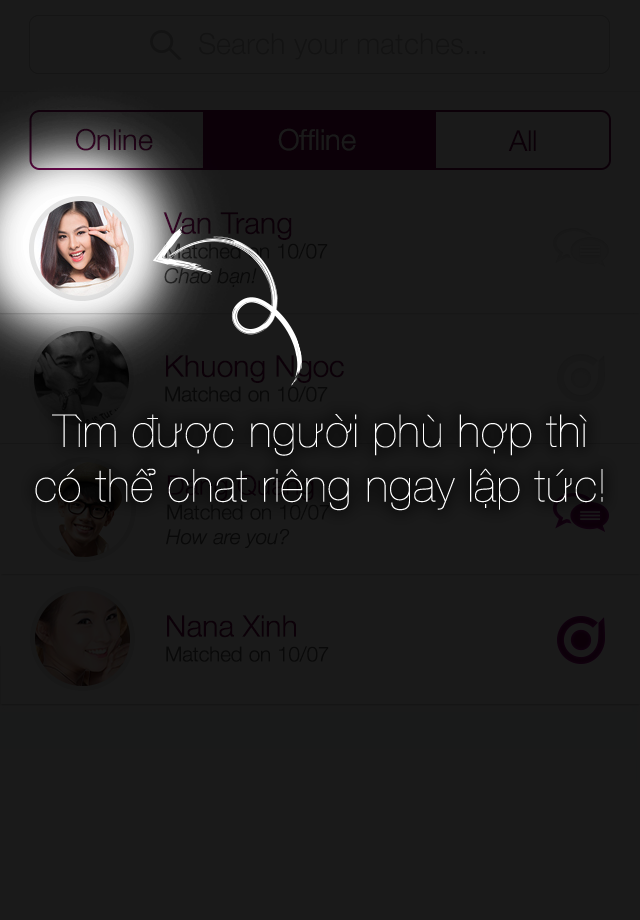 Search your matches...
Online Offline All
Van Trang
Matched on 10/07
Chào bạn!
Khuong Ngoc
Matched on 10/07
Tìm được người phù hợp thì
có thể chat riêng ngay lập tức!
Matched on 10/07
How are you?
Nana Xinh
Matched on 10/07